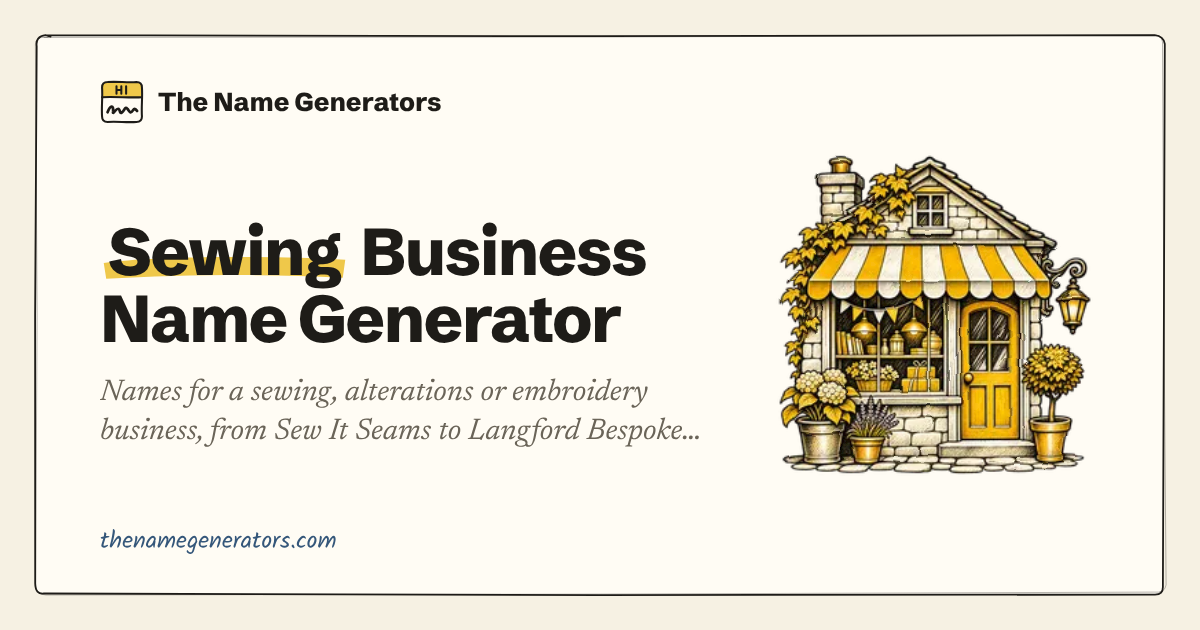 HI
The Name Generators
Sewing Business
Name Generator
Names for a sewing, alterations or embroidery
business, from Sew It Seams to Langford Bespoke...
thenamegenerators.com